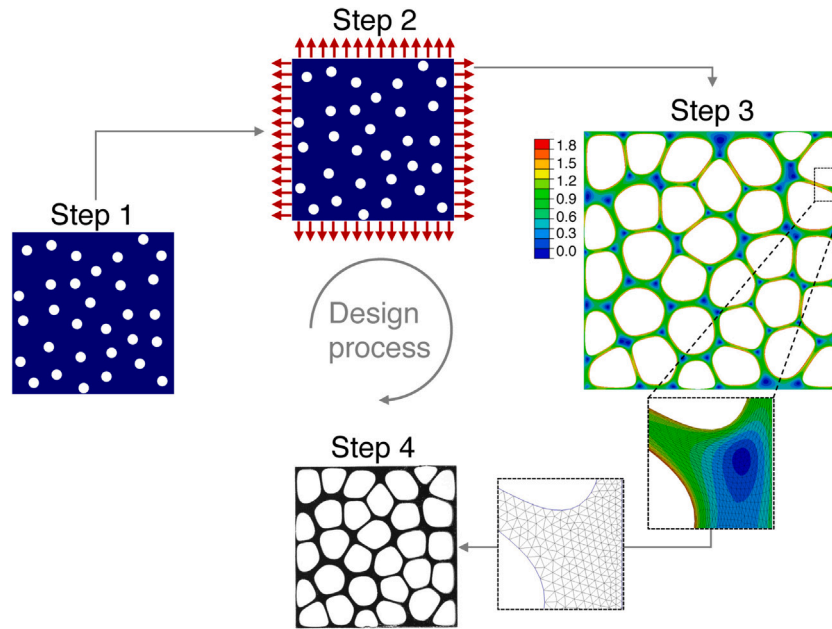 Step 2
Step 3
1.8
1.5
1.2
0.9
0.6
0.3
0.0
Step 1
Design
process
Step 4